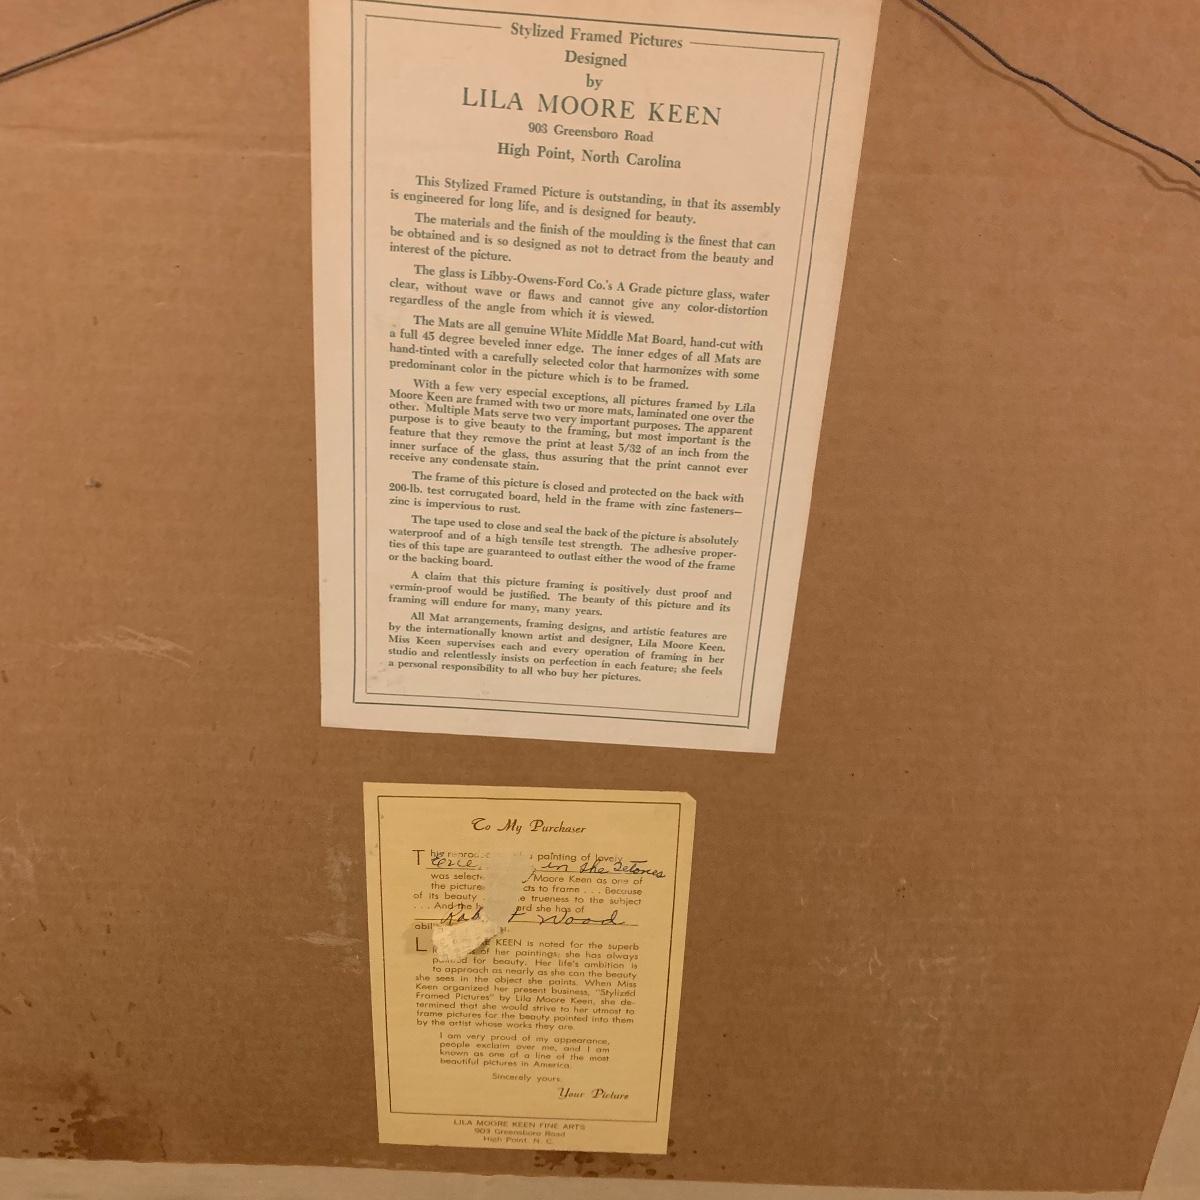 Stylized Framed Pictures
Designed
by
LILA MOORE KEEN
903 Greensboro Road
High Point, North Carolina
This Stylized Framed Picture is outstanding, in that its assembly
is engineered for long life, and is designed for beauty.
The materials and the finish of the moulding is the finest that can
be obtained and is so designed as not to detract from the beauty and
interest of the picture.
The glass is Libby-Owens-Ford Co.'s A Grade picture glass, water
clear, without wave or flaws and cannot give any color-distortion
regardless of the angle from which it is viewed.
The Mats are all genuine White Middle Mat Board, hand-cut with
a full 45 degree beveled inner edge. The inner edges of all Mats are
hand-tinted with a carefully selected color that harmonizes with some
predominant color in the picture which is to be framed.
With a few very especial exceptions, all pictures framed by Lila
Moore Keen are framed with two or more mats, laminated one over the
other. Multiple Mats serve two very important purposes. The apparent
purpose is to give beauty to the framing, but most important is the
feature that they remove the print at least 5/32 of an inch from the
inner surface of the glass, thus assuring that the print cannot ever
receive any condensate stain.
The frame of this picture is closed and protected on the back with
200-lb. test corrugated board, held in the frame with zinc fasteners—
zinc is impervious to rust.
The tape used to close and seal the back of the picture is absolutely
waterproof and of a high tensile test strength. The adhesive proper-
ties of this tape are guaranteed to outlast either the wood of the frame
or the backing board.
A claim that this picture framing is positively dust proof and
vermin-proof would be justified. The beauty of this picture and its
framing will endure for many, many years.
All Mat arrangements, framing designs, and artistic features are
by the internationally known artist and designer, Lila Moore Keen.
Miss Keen supervises each and every operation of framing in her
studio and relentlessly insists on perfection in each feature; she feels
a personal responsibility to all who buy her pictures.
To My Purchaser
painting of lovely
in the
was Moore Keen as one of
the picture to frame . . . Because
of its beauty trueness to the subject
. . . And the she has of
Wood
KEEN is noted for the superb
of her paintings; she has always
for beauty. Her life's ambition is
to approach as nearly as she can the beauty
she sees in the object she paints. When Miss
Keen organized her present business, "Stylized
Framed Pictures" by Lila Moore Keen, she de-
termined that she would strive to her utmost to
frame pictures for the beauty painted into them
by the artist whose works they are.
I am very proud of my appearance,
people exclaim over me, and I am
known as one of a line of the most
beautiful pictures in America.
Sincerely yours,
Your Picture
LILA MOORE KEEN FINE ARTS
903 Greensboro Road
High Point, N. C.